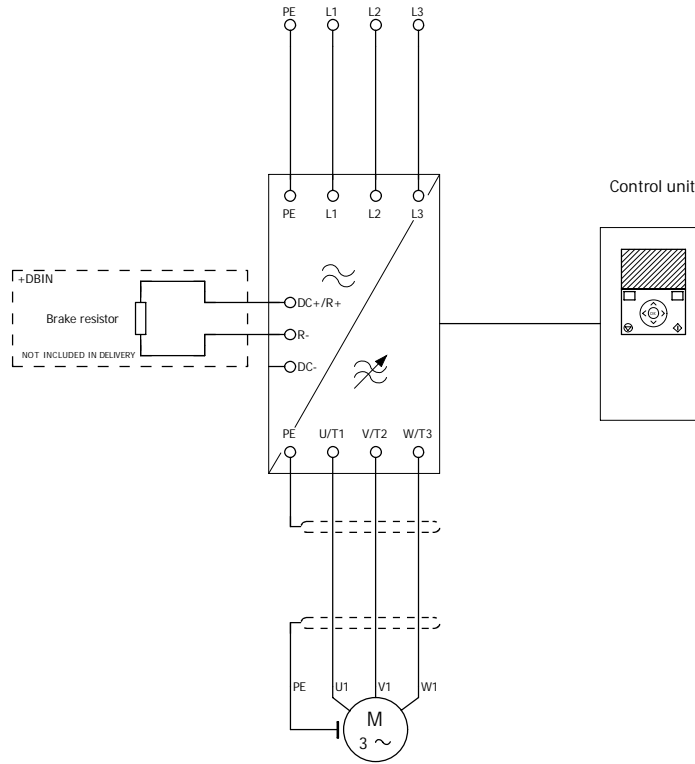 PE L1 L2 L3
PE L1 L2 L3
Control unit
+DBIN
DC+/R+
Brake resistor
R-
NOT INCLUDED IN DELIVERY
DC-
OK
PE U/T1 V/T2 W/T3
PE U1 V1 W1
M
3 ~